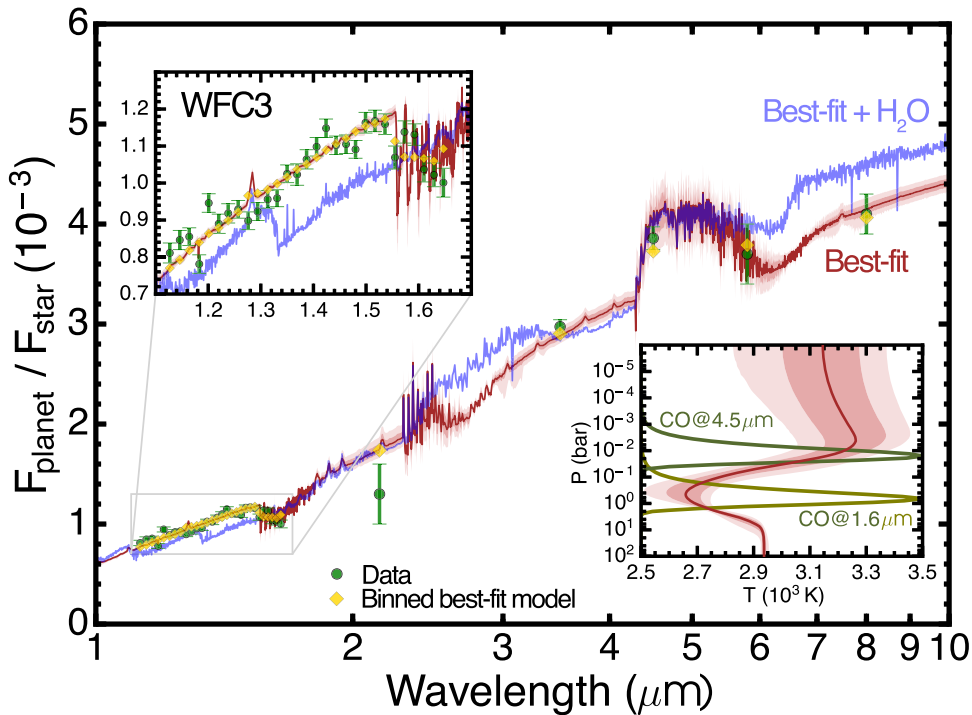 6
5
4
3
2
1
0
F_planet / F_star (10⁻³)
WFC3
1.2
1.1
1.0
0.9
0.8
0.7
1.2 1.3 1.4 1.5 1.6
Best-fit + H₂O
Best-fit
10⁻⁵
10⁻⁴
10⁻³
10⁻²
10⁻¹
10⁰
10¹
10²
P (bar)
CO@4.5μm
CO@1.6μm
2.5 2.7 2.9 3.1 3.3 3.5
T (10³ K)
Data
Binned best-fit model
1 2 3 4 5 6 7 8 9 10
Wavelength (μm)